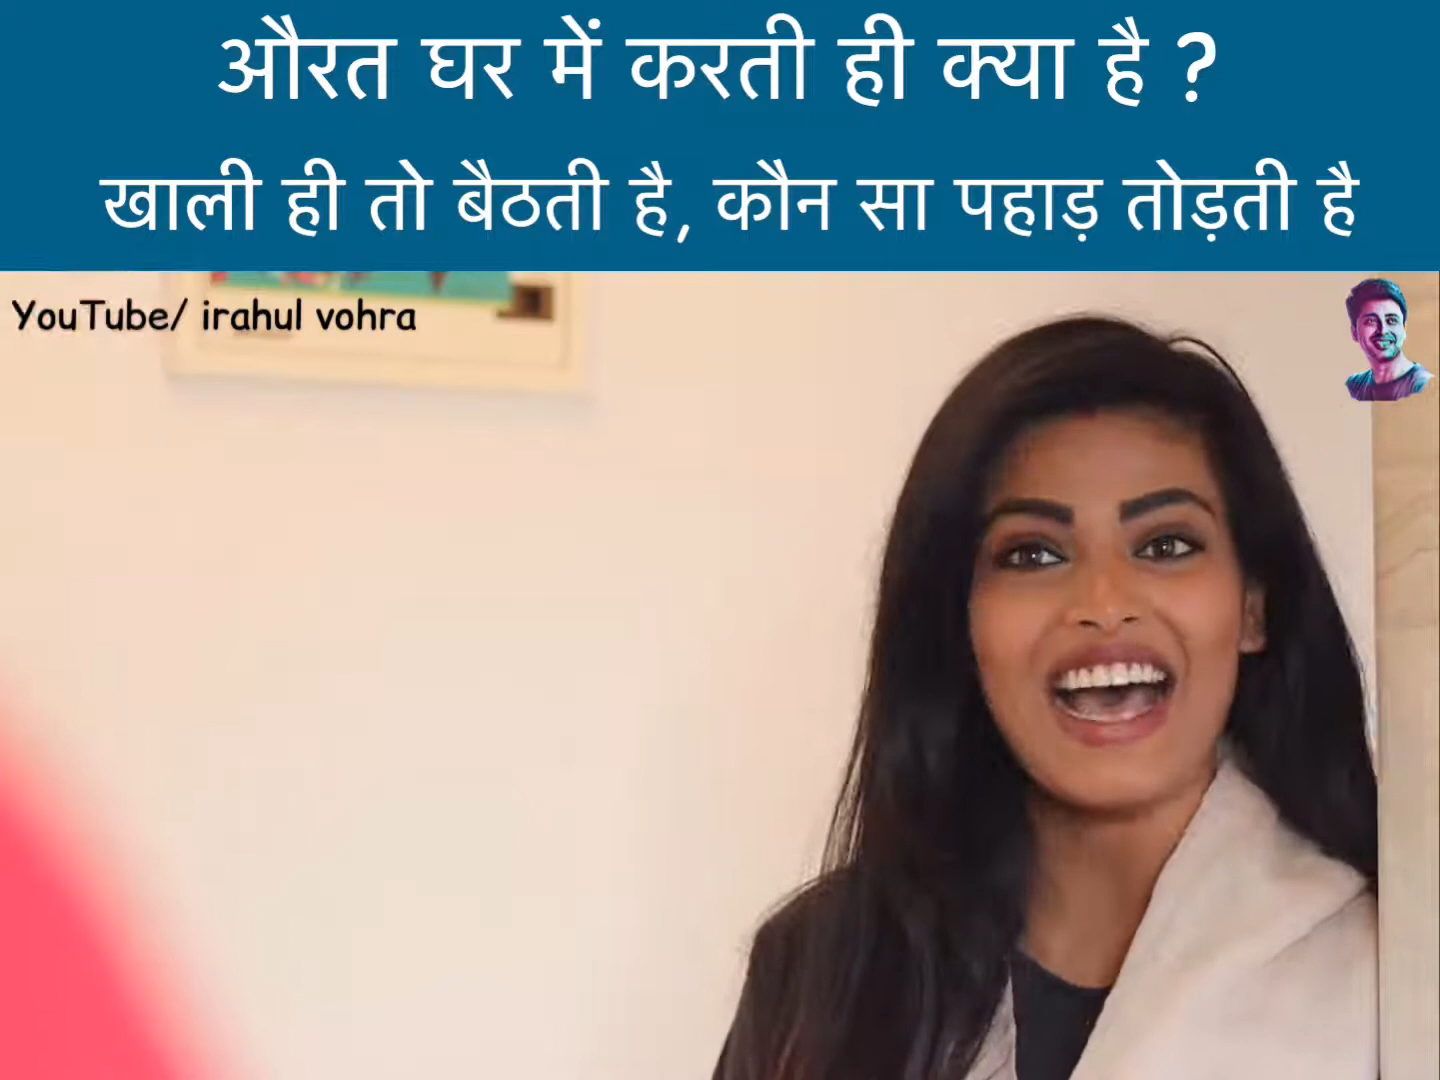 औरत घर में करती ही क्या है ?
खाली ही तो बैठती है, कौन सा पहाड़ तोड़ती है
YouTube/ irahul vohra